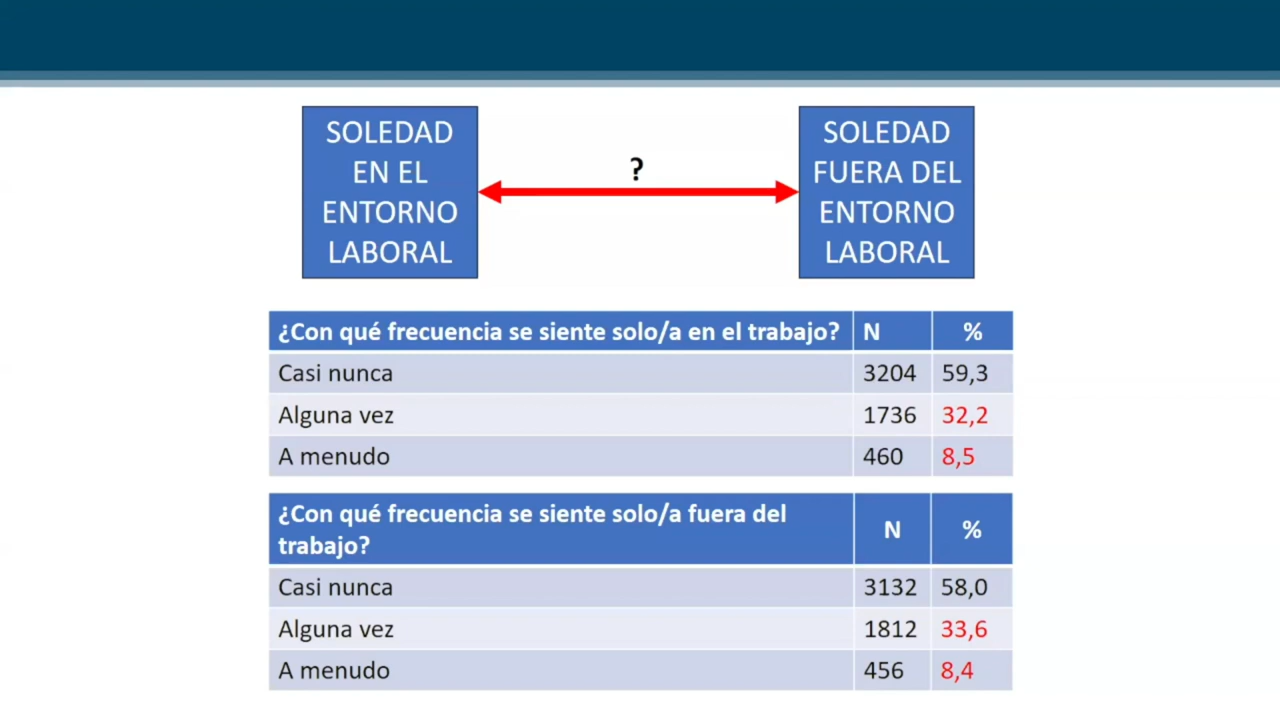 SOLEDAD
EN EL
ENTORNO
LABORAL
?
SOLEDAD
FUERA DEL
ENTORNO
LABORAL
¿Con qué frecuencia se siente solo/a en el trabajo? N %
Casi nunca 3204 59,3
Alguna vez 1736 32,2
A menudo 460 8,5
¿Con qué frecuencia se siente solo/a fuera del
trabajo? N %
Casi nunca 3132 58,0
Alguna vez 1812 33,6
A menudo 456 8,4